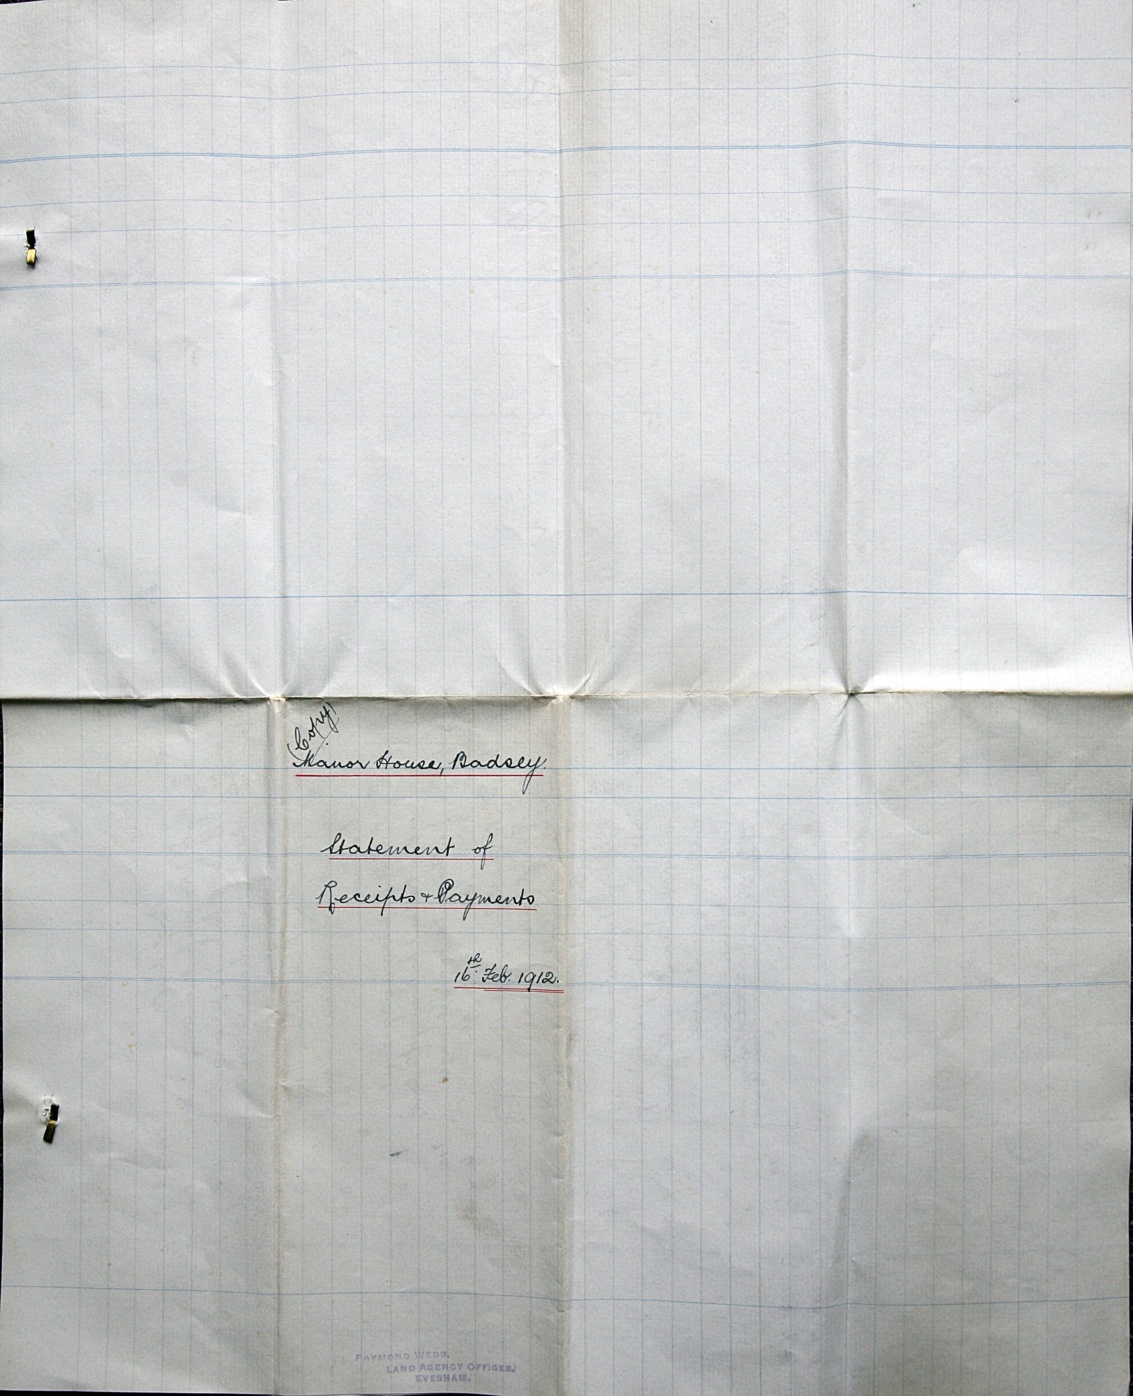 (Copy)
Manor House, Badsey.
Statement of
Receipts & Payments
16th Feb. 1912.
RAYMOND WEBB,
LAND AGENCY OFFICES,
EVESHAM.